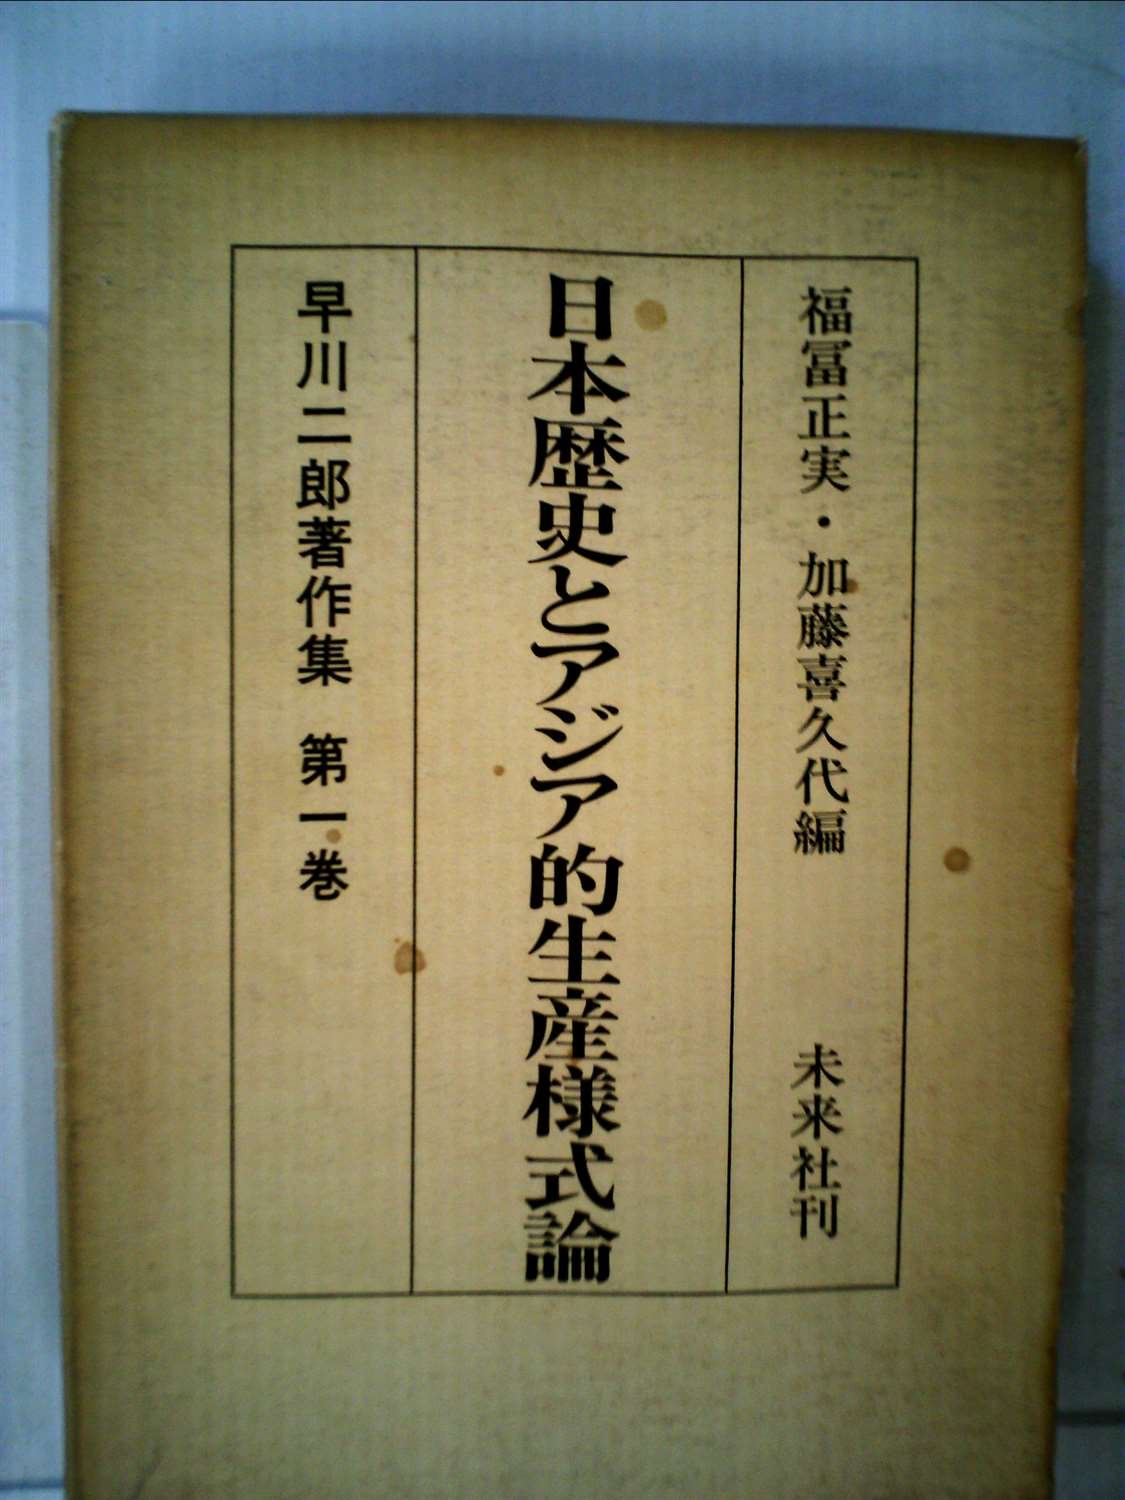 福冨正実・加藤喜久代編 未来社刊
日本歴史とアジア的生産様式論
早川二郎著作集 第一巻